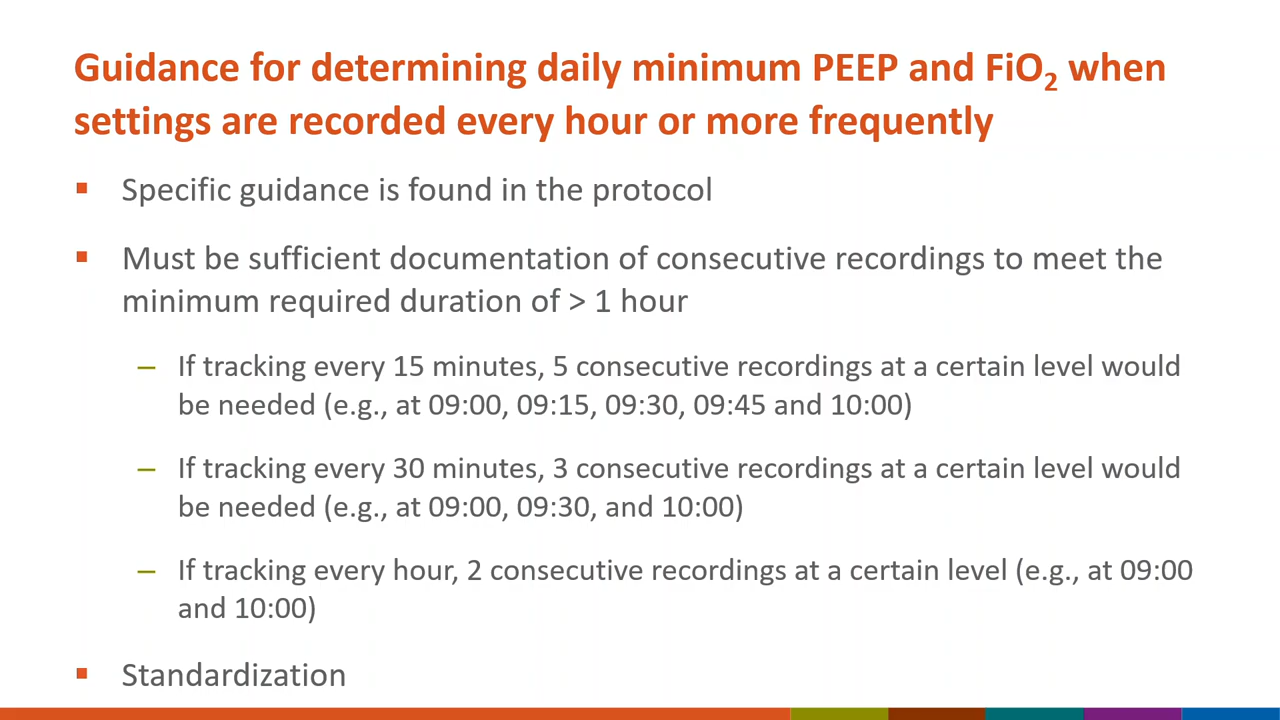 Guidance for determining daily minimum PEEP and FiO2 when
settings are recorded every hour or more frequently
▪ Specific guidance is found in the protocol
▪ Must be sufficient documentation of consecutive recordings to meet the
minimum required duration of > 1 hour
– If tracking every 15 minutes, 5 consecutive recordings at a certain level would
be needed (e.g., at 09:00, 09:15, 09:30, 09:45 and 10:00)
– If tracking every 30 minutes, 3 consecutive recordings at a certain level would
be needed (e.g., at 09:00, 09:30, and 10:00)
– If tracking every hour, 2 consecutive recordings at a certain level (e.g., at 09:00
and 10:00)
▪ Standardization